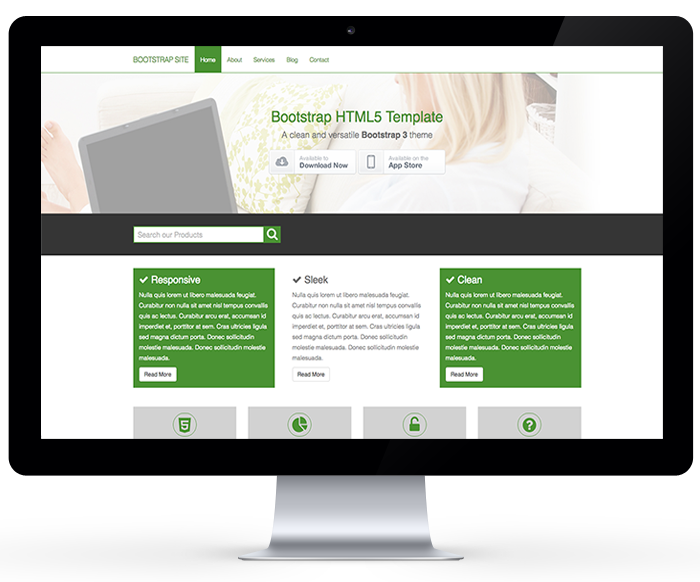 BOOTSTRAP SITE Home About Services Blog Contact
Bootstrap HTML5 Template
A clean and versatile Bootstrap 3 theme
Available to
Download Now
Available on the
App Store
Search our Products
Responsive
Nulla quis lorem ut libero malesuada feugiat.
Curabitur non nulla sit amet nisl tempus convallis
quis ac lectus. Curabitur arcu erat, accumsan id
imperdiet et, porttitor at sem. Cras ultricies ligula
sed magna dictum porta. Donec sollicitudin
molestie malesuada. Donec sollicitudin molestie
malesuada.
Read More
Sleek
Nulla quis lorem ut libero malesuada feugiat.
Curabitur non nulla sit amet nisl tempus convallis
quis ac lectus. Curabitur arcu erat, accumsan id
imperdiet et, porttitor at sem. Cras ultricies ligula
sed magna dictum porta. Donec sollicitudin
molestie malesuada. Donec sollicitudin molestie
malesuada.
Read More
Clean
Nulla quis lorem ut libero malesuada feugiat.
Curabitur non nulla sit amet nisl tempus convallis
quis ac lectus. Curabitur arcu erat, accumsan id
imperdiet et, porttitor at sem. Cras ultricies ligula
sed magna dictum porta. Donec sollicitudin
molestie malesuada. Donec sollicitudin molestie
malesuada.
Read More
5
?